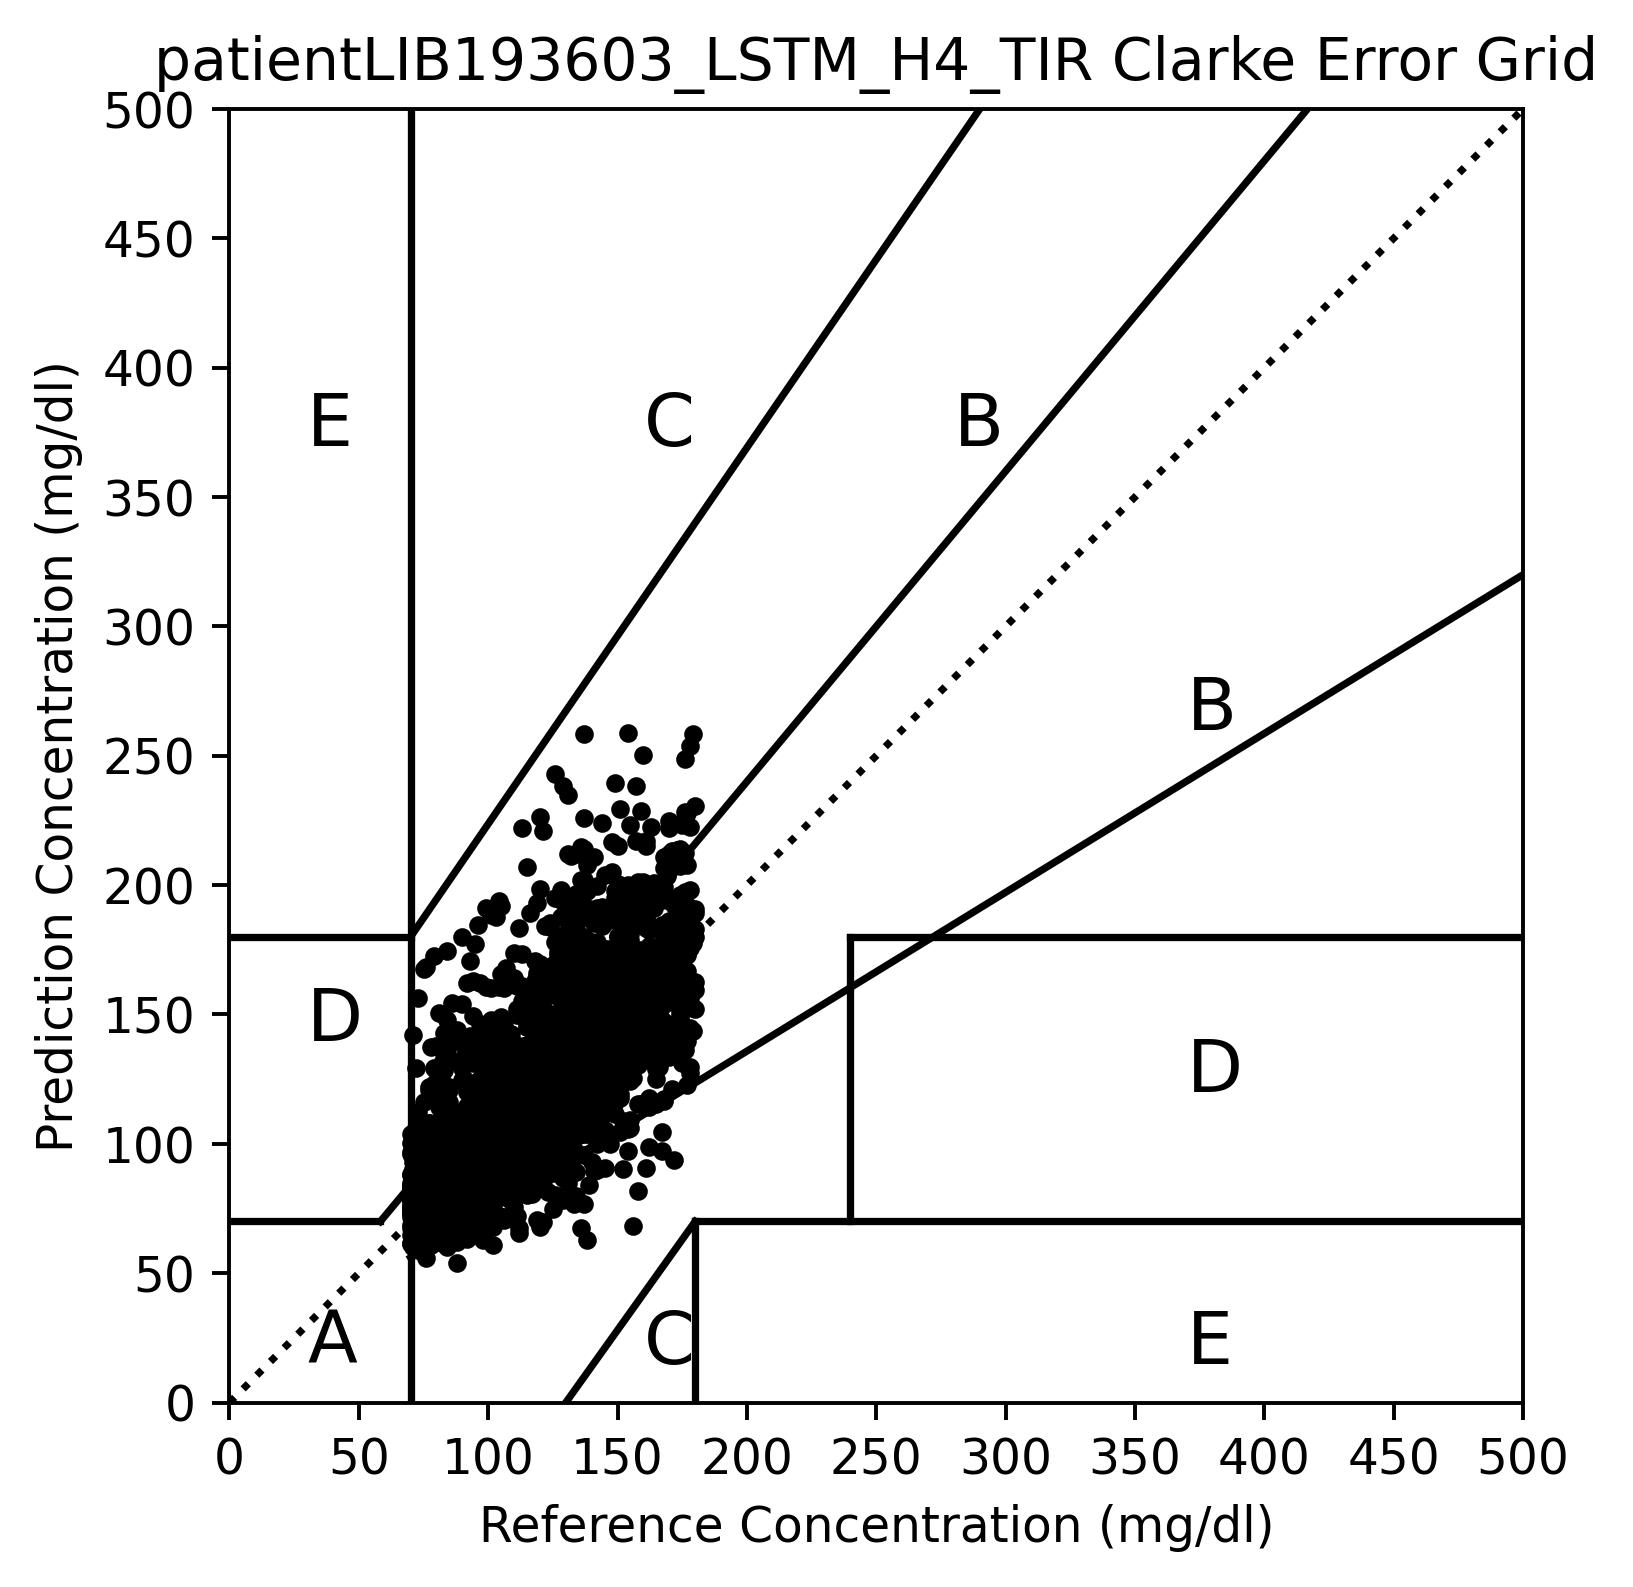 patientLIB193603_LSTM_H4_TIR Clarke Error Grid
500
450
400
350
300
250
200
150
100
50
0
Prediction Concentration (mg/dl)
E
C
B
B
D
D
A
C
E
0 50 100 150 200 250 300 350 400 450 500
Reference Concentration (mg/dl)